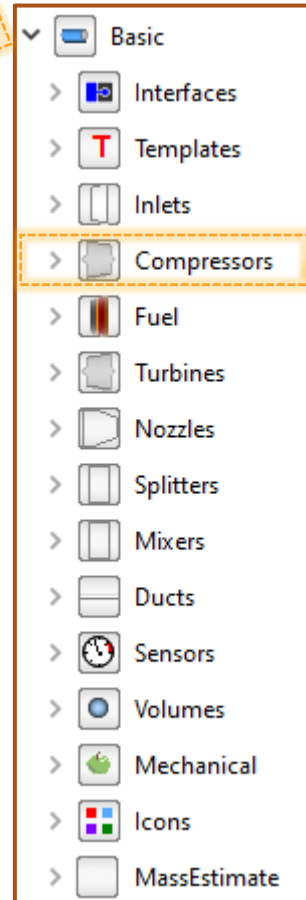 Basic
Interfaces
T Templates
Inlets
Compressors
Fuel
Turbines
Nozzles
Splitters
Mixers
Ducts
Sensors
Volumes
Mechanical
Icons
MassEstimate